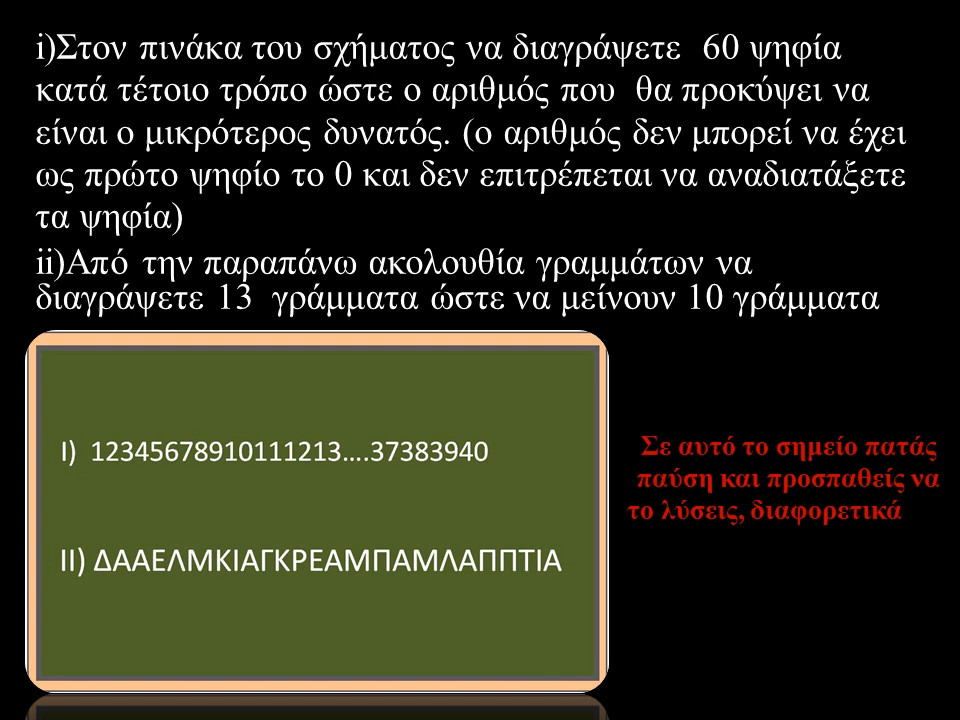 i)Στον πινάκα του σχήματος να διαγράψετε 60 ψηφία
κατά τέτοιο τρόπο ώστε ο αριθμός που θα προκύψει να
είναι ο μικρότερος δυνατός. (ο αριθμός δεν μπορεί να έχει
ως πρώτο ψηφίο το 0 και δεν επιτρέπεται να αναδιατάξετε
τα ψηφία)
ii)Από την παραπάνω ακολουθία γραμμάτων να
διαγράψετε 13 γράμματα ώστε να μείνουν 10 γράμματα
I) 12345678910111213....37383940
Σε αυτό το σημείο πατάς
παύση και προσπαθείς να
το λύσεις, διαφορετικά
II) ΔΑΑΕΛΜΚΙΑΓΚΡΕΑΜΠΑΜΛΑΠΠΤΙΑ